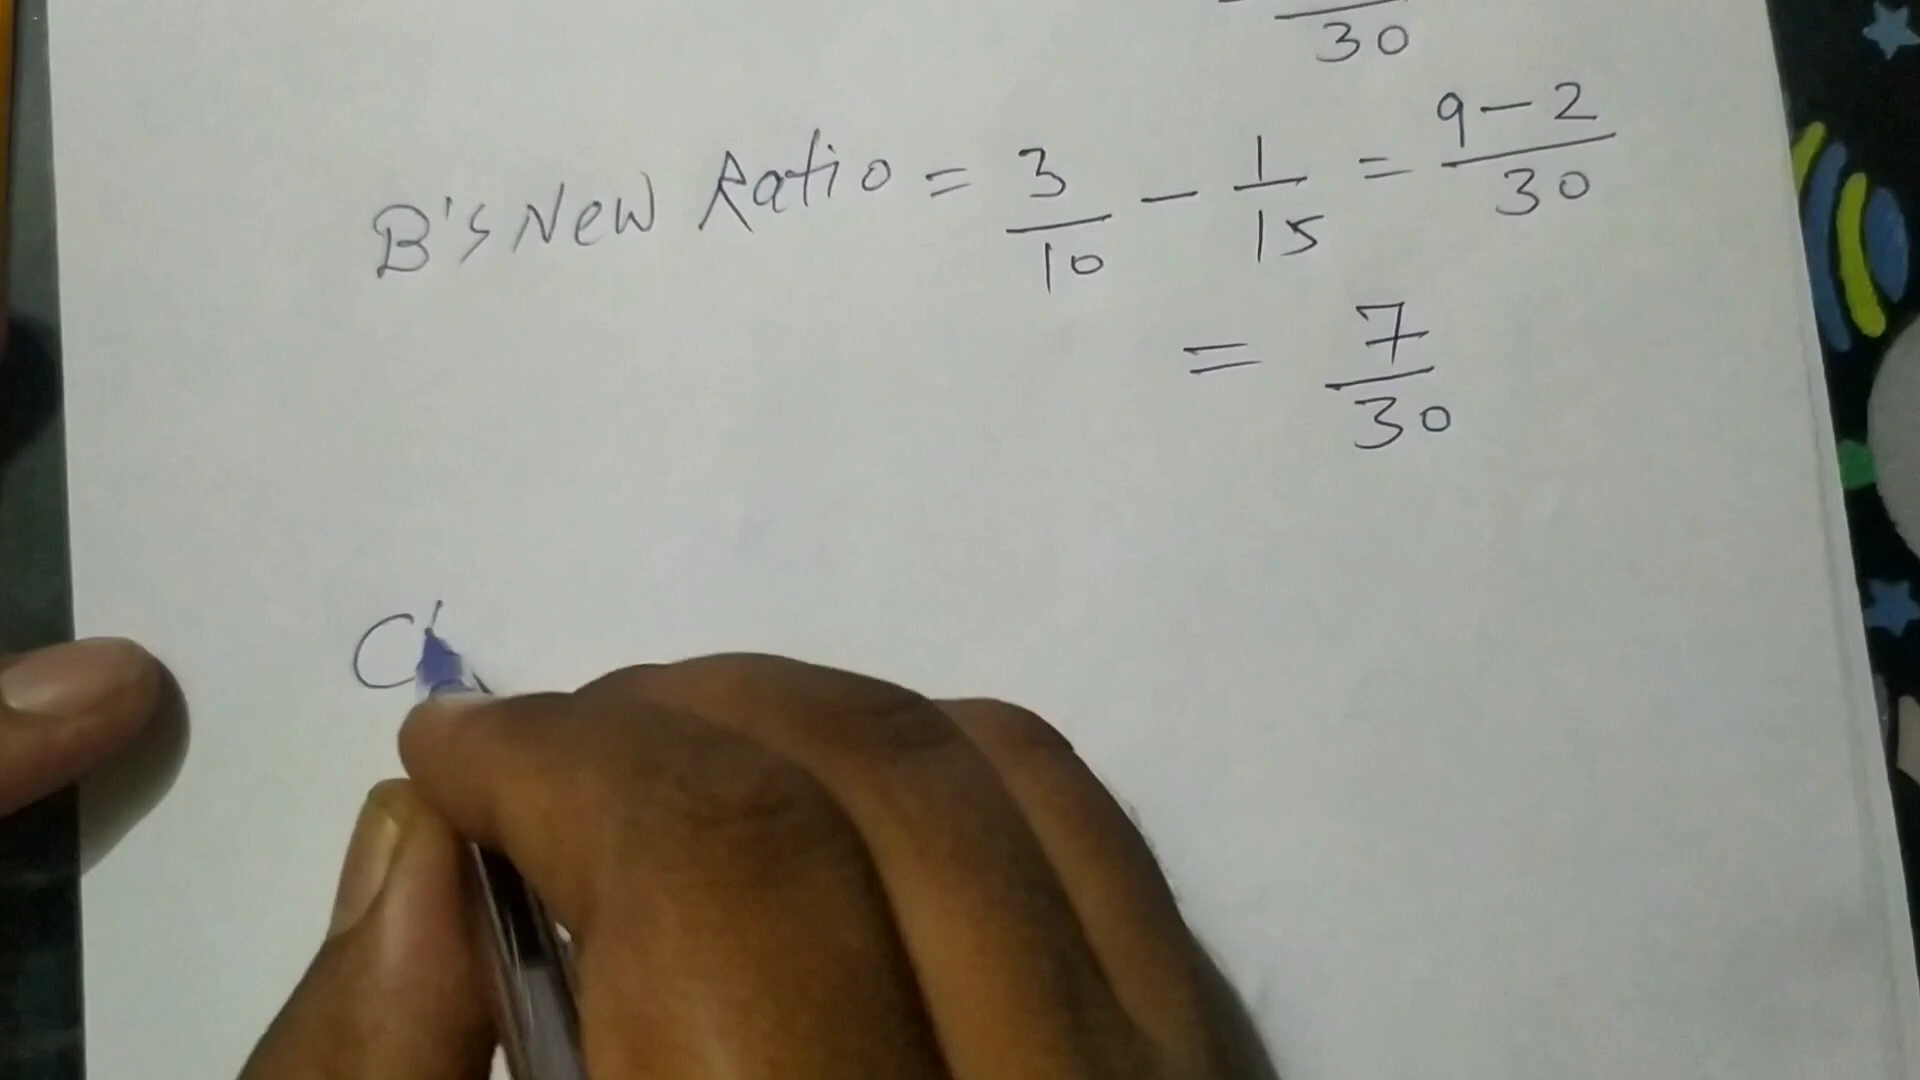 30
B's New Ratio = 3/10 - 1/15 = 9-2/30
= 7/30
C'